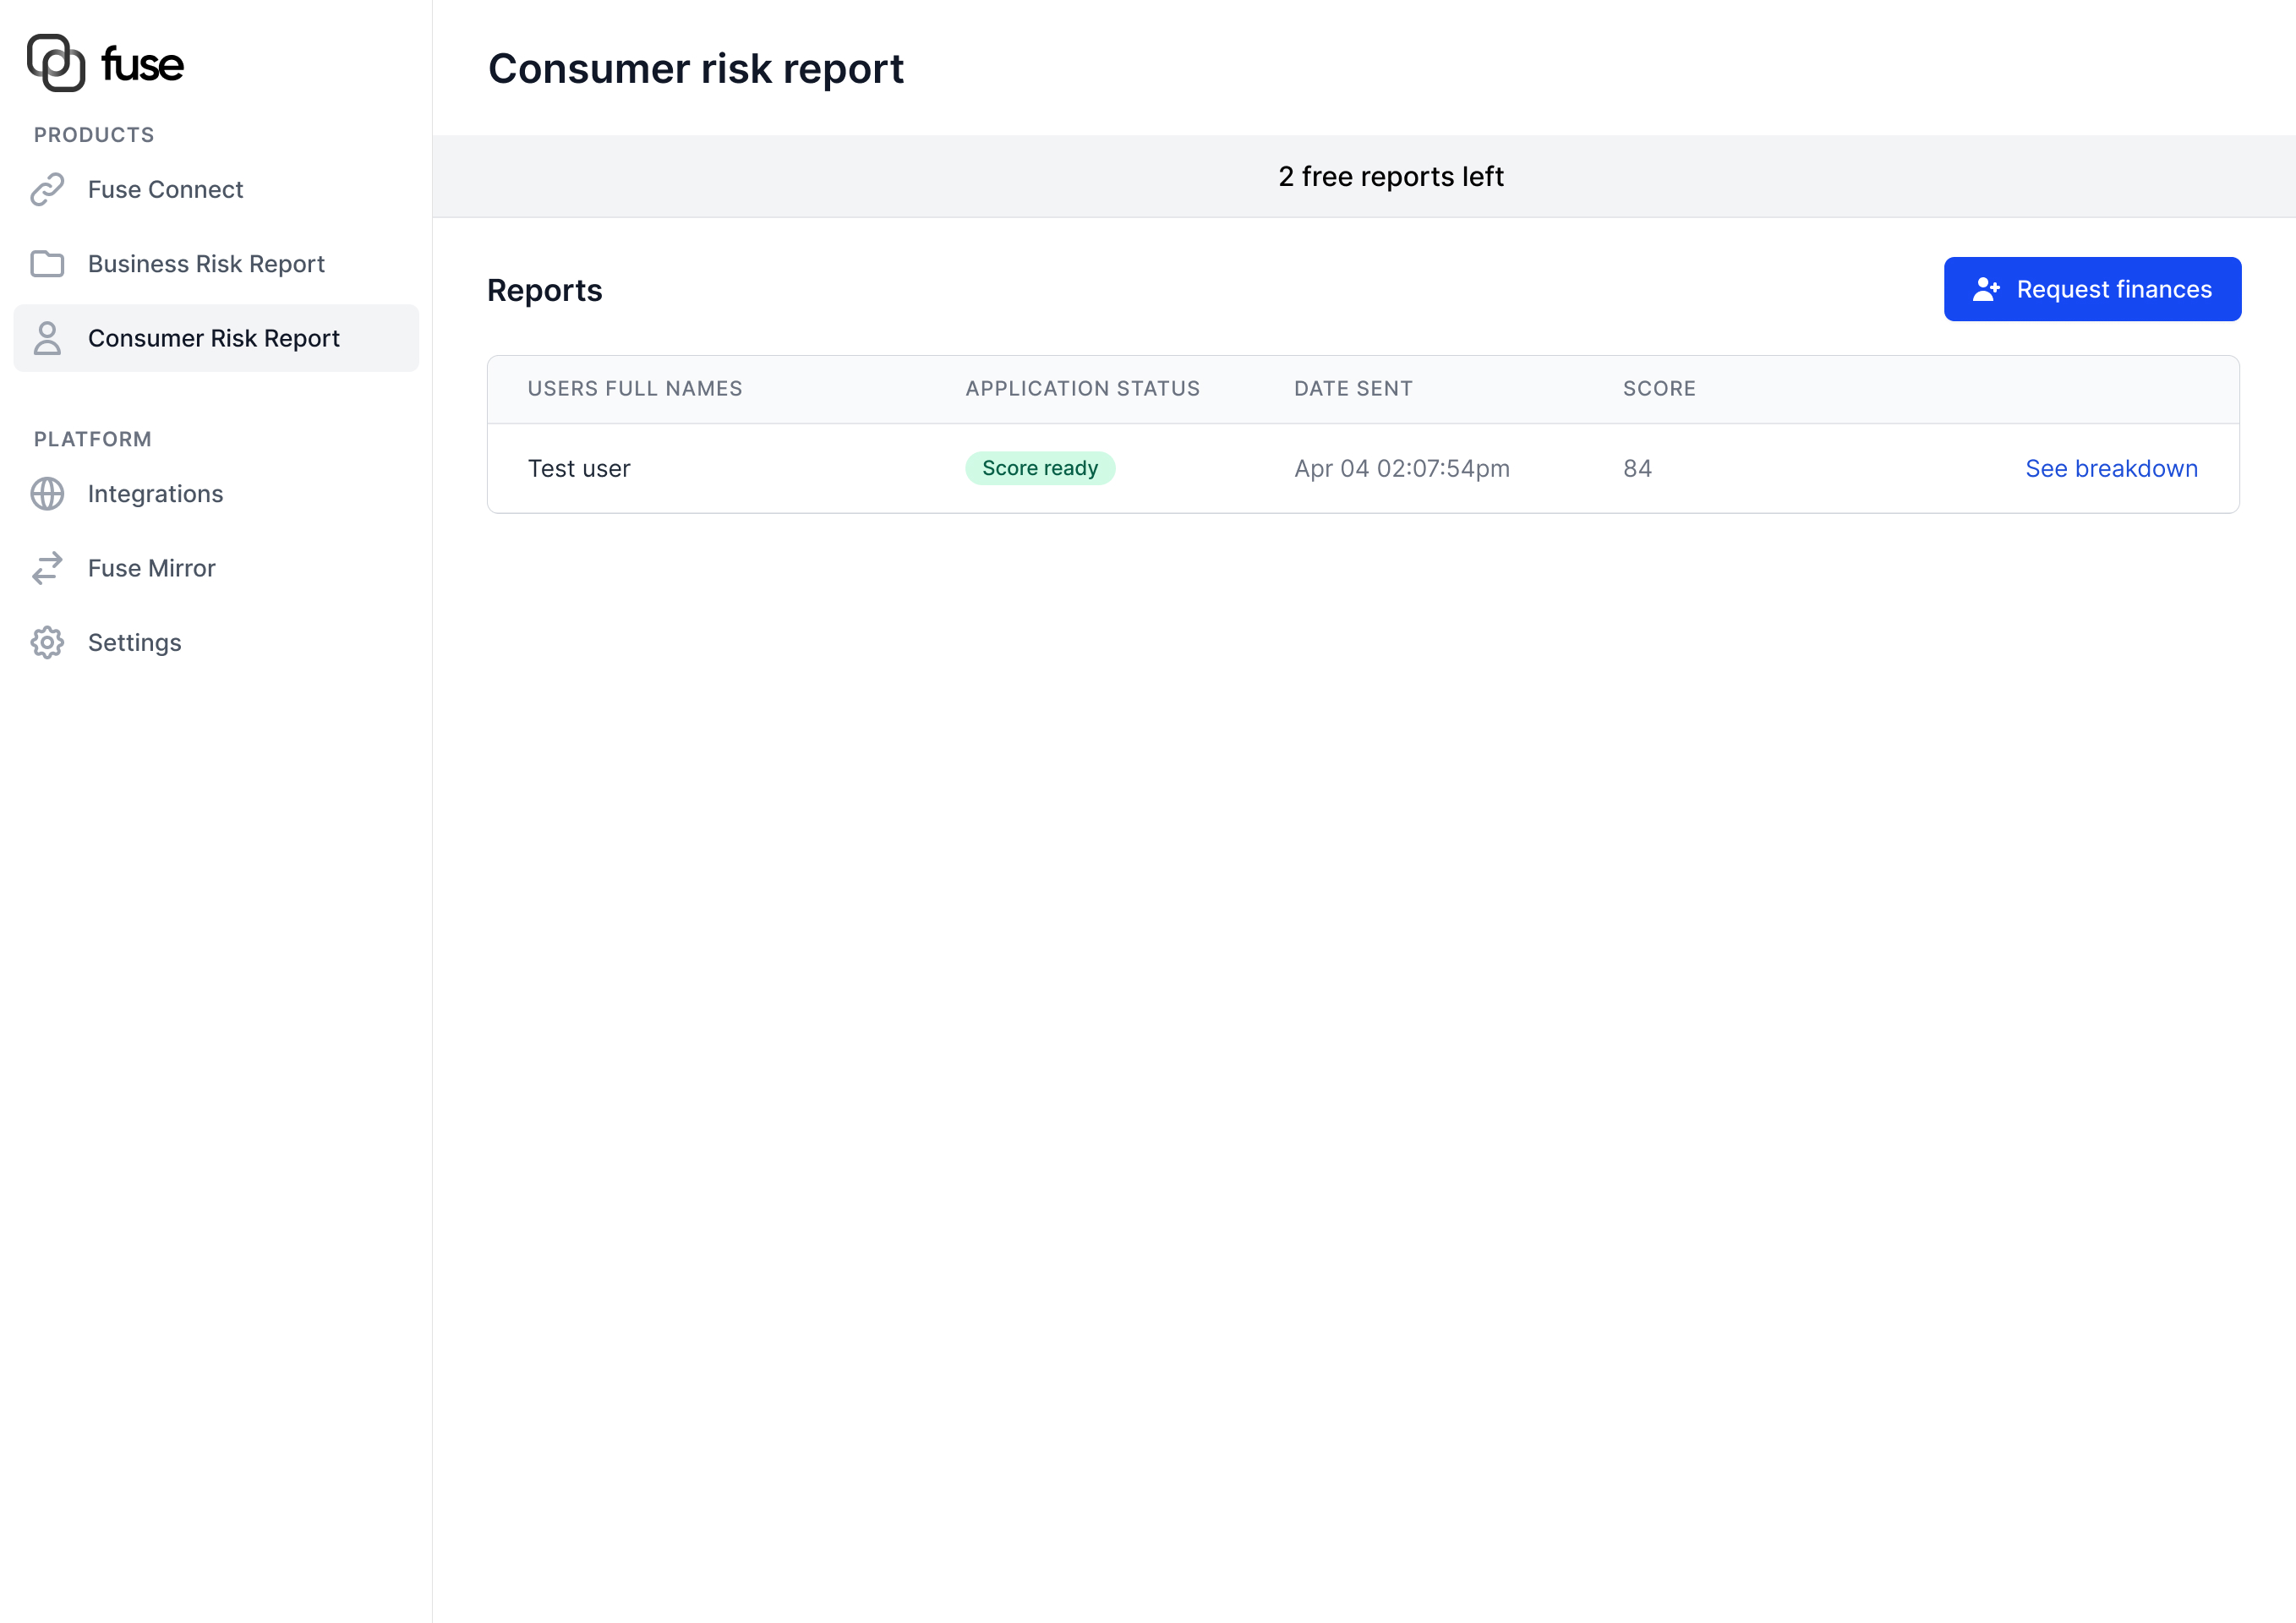 fuse
PRODUCTS
Fuse Connect
Business Risk Report
Consumer Risk Report
PLATFORM
Integrations
Fuse Mirror
Settings
Consumer risk report
2 free reports left
Reports
Request finances
USERS FULL NAMES APPLICATION STATUS DATE SENT SCORE
Test user Score ready Apr 04 02:07:54pm 84 See breakdown